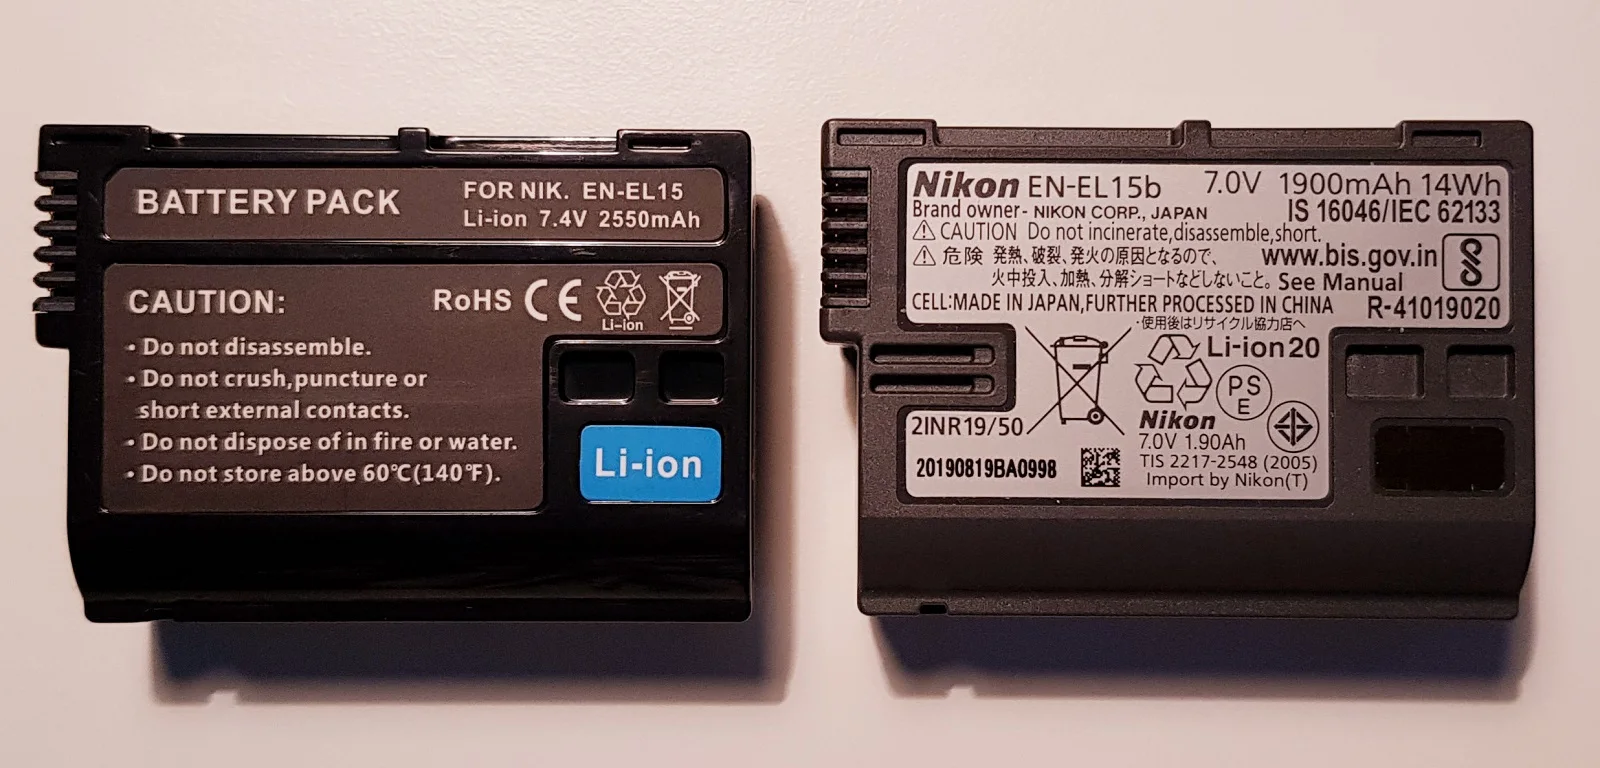 BATTERY PACK
FOR NIK. EN-EL15
Li-ion 7.4V 2550mAh
CAUTION:
RoHS CE
Li-ion
• Do not disassemble.
• Do not crush,puncture or
short external contacts.
• Do not dispose of in fire or water.
• Do not store above 60℃(140℉).
Li-ion
Nikon EN-EL15b 7.0V 1900mAh 14Wh
Brand owner- NIKON CORP., JAPAN IS 16046/IEC 62133
⚠ CAUTION Do not incinerate,disassemble,short.
⚠ 危険 発熱、破裂、発火の原因となるので、 www.bis.gov.in
火中投入、加熱、分解ショートなどしないこと。 See Manual
CELL:MADE IN JAPAN,FURTHER PROCESSED IN CHINA R-41019020
・使用後はリサイクル協力店へ
Li-ion20
PS
E
2INR19/50
Nikon
7.0V 1.90Ah
20190819BA0998
TIS 2217-2548 (2005)
Import by Nikon(T)